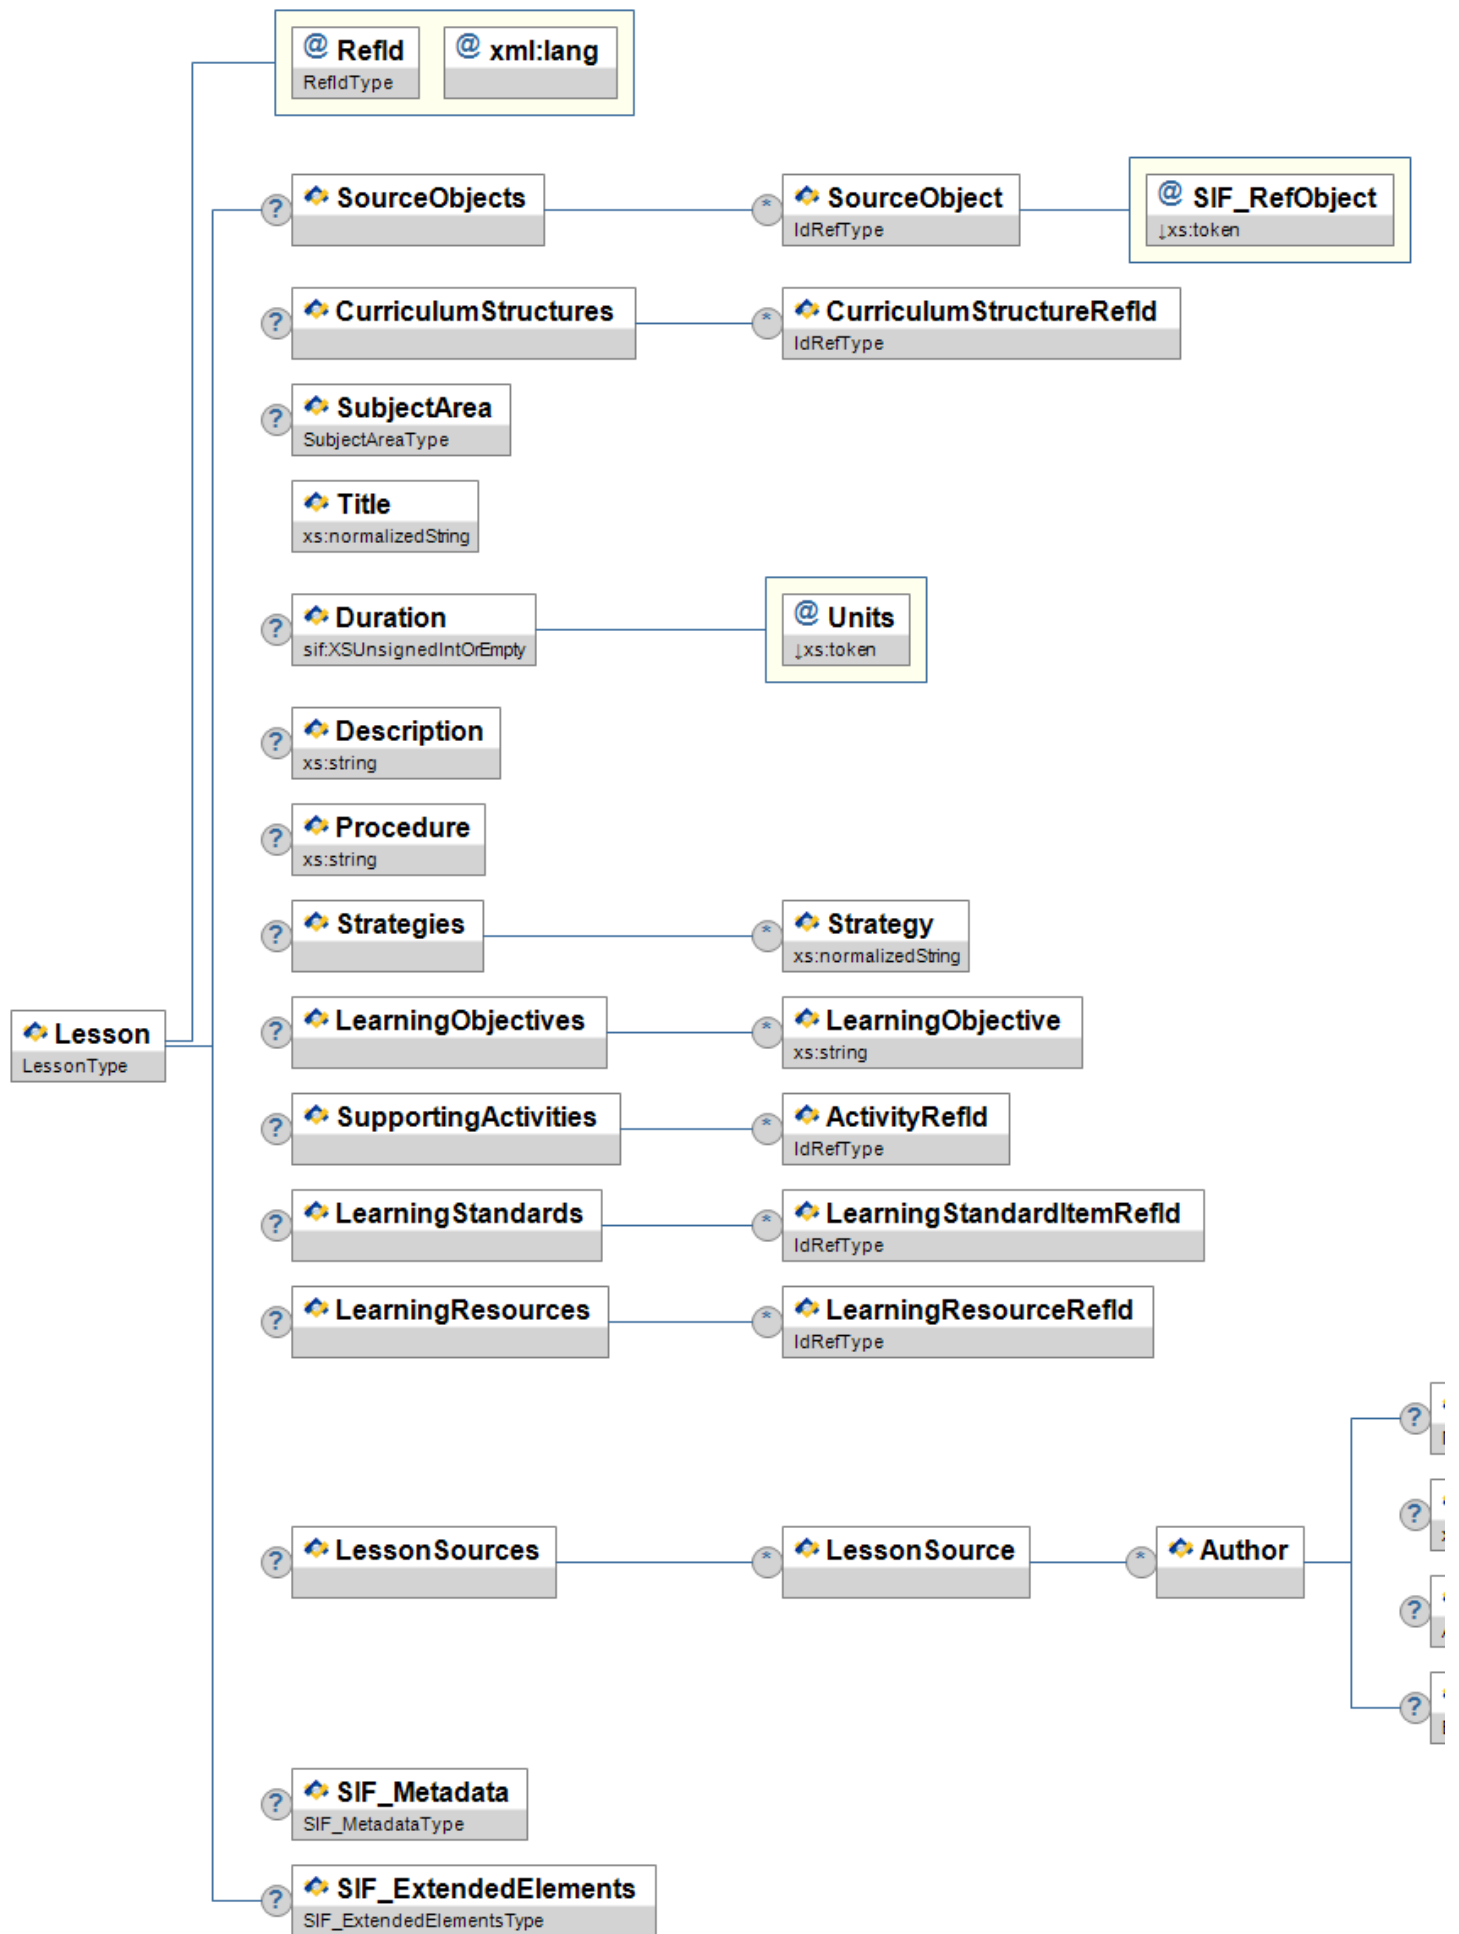 @ RefId @ xml:lang
RefIdType
? SourceObjects * SourceObject @ SIF_RefObject
IdRefType ↓xs:token
? CurriculumStructures * CurriculumStructureRefId
IdRefType
? SubjectArea
SubjectAreaType
Title
xs:normalizedString
? Duration @ Units
sif:XSUnsignedIntOrEmpty ↓xs:token
? Description
xs:string
? Procedure
xs:string
? Strategies * Strategy
xs:normalizedString
Lesson
LessonType
? LearningObjectives * LearningObjective
xs:string
? SupportingActivities * ActivityRefId
IdRefType
? LearningStandards * LearningStandardItemRefId
IdRefType
? LearningResources * LearningResourceRefId
IdRefType
?
?
? LessonSources * LessonSource * Author
?
?
? SIF_Metadata
SIF_MetadataType
? SIF_ExtendedElements
SIF_ExtendedElementsType